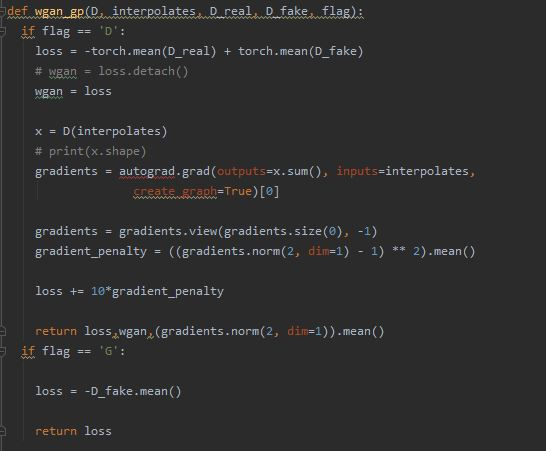 def wgan_gp(D, interpolates, D_real, D_fake, flag):
if flag == 'D':
loss = -torch.mean(D_real) + torch.mean(D_fake)
# wgan = loss.detach()
wgan = loss
x = D(interpolates)
# print(x.shape)
gradients = autograd.grad(outputs=x.sum(), inputs=interpolates,
create_graph=True)[0]
gradients = gradients.view(gradients.size(0), -1)
gradient_penalty = ((gradients.norm(2, dim=1) - 1) ** 2).mean()
loss += 10*gradient_penalty
return loss,wgan,(gradients.norm(2, dim=1)).mean()
if flag == 'G':
loss = -D_fake.mean()
return loss